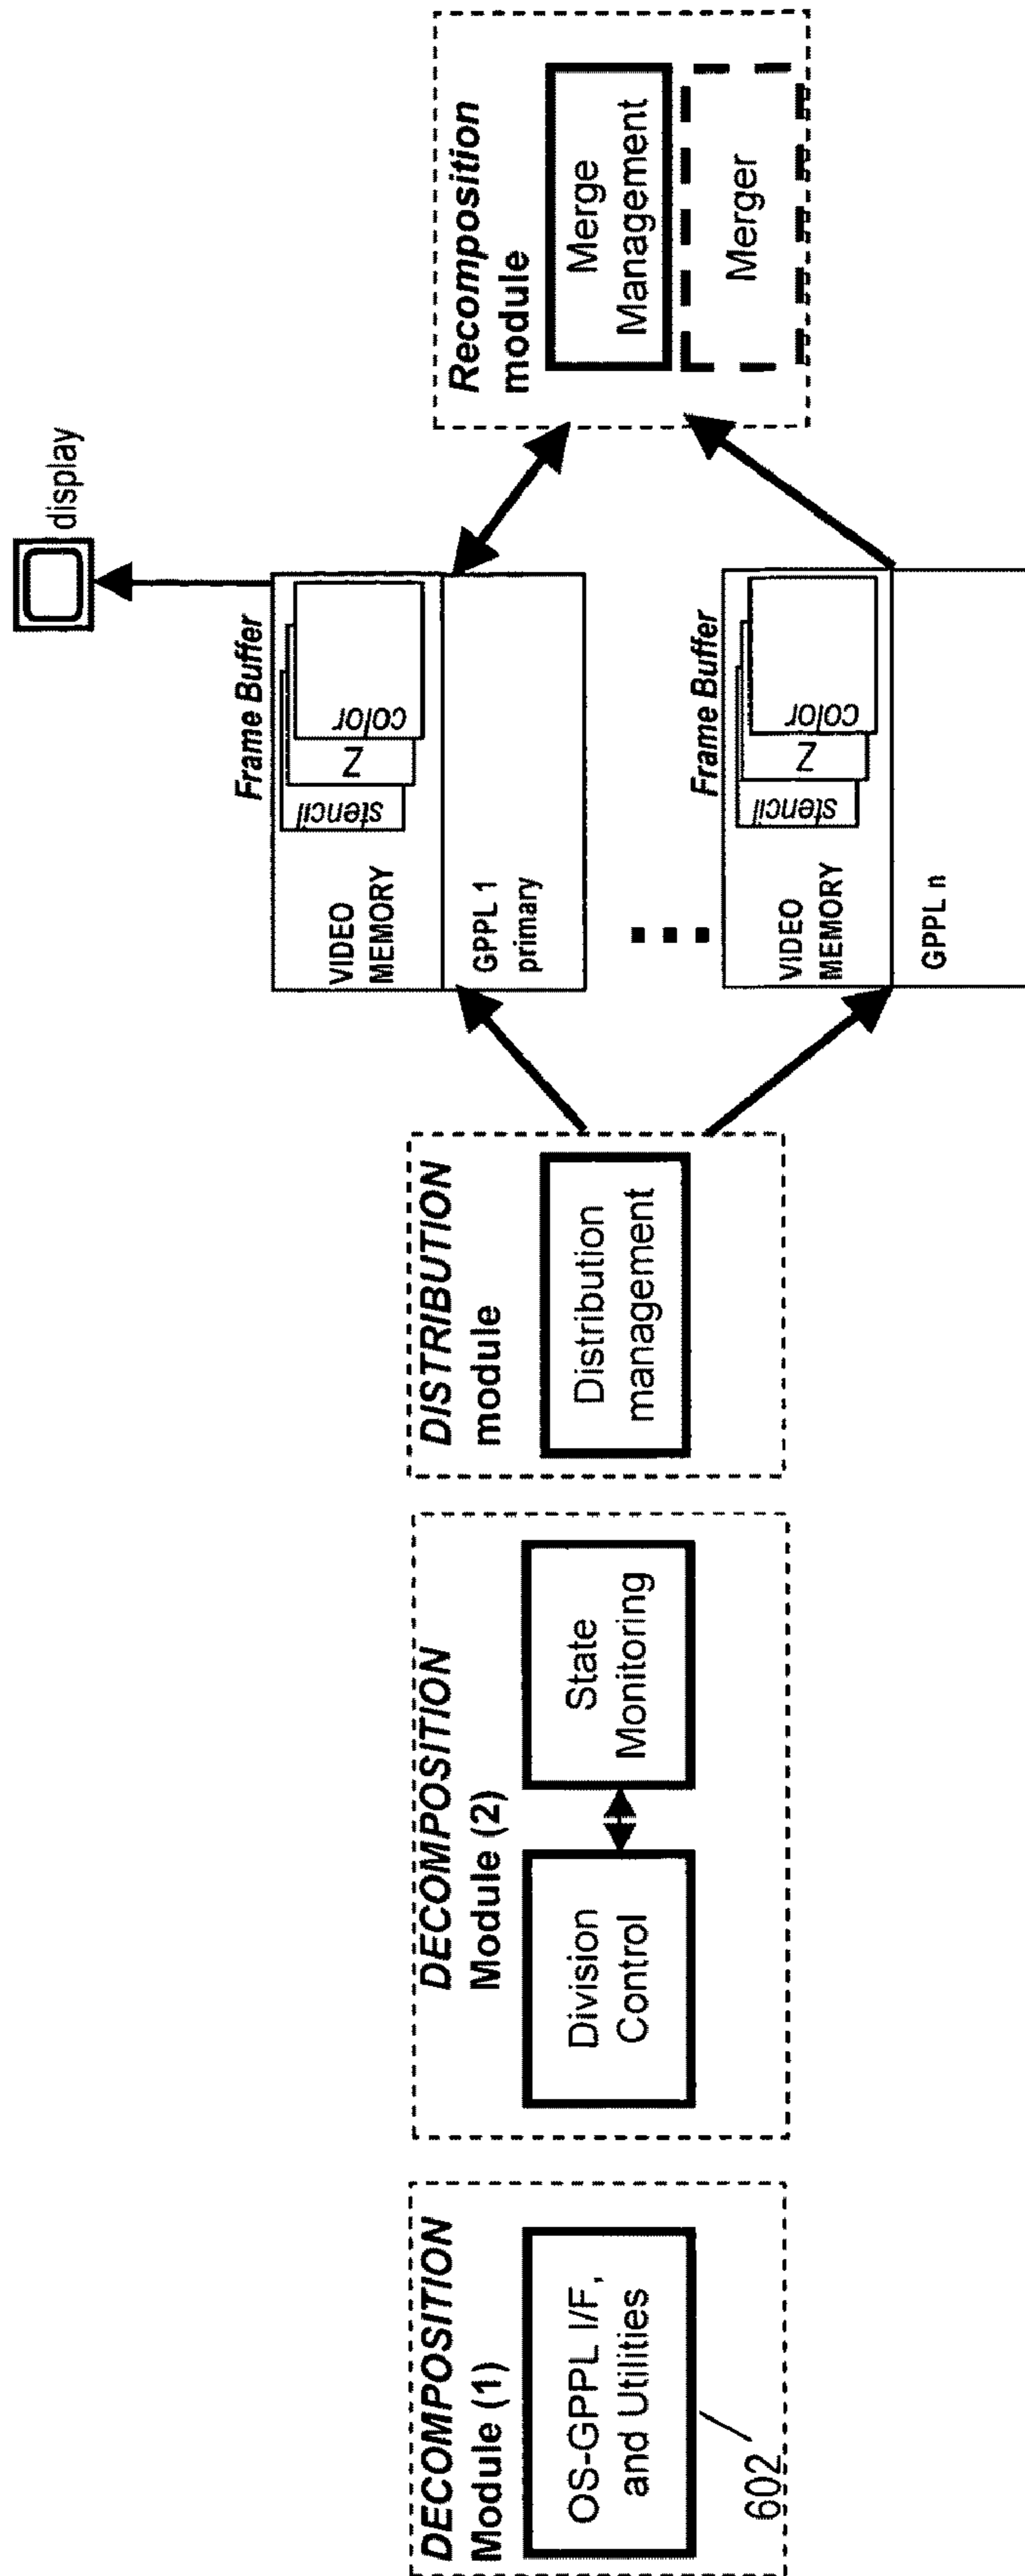 DECOMPOSITION
Module (1)
OS-GPPL I/F,
and Utilities
602
DECOMPOSITION
Module (2)
Division
Control
State
Monitoring
DISTRIBUTION
module
Distribution
management
Frame Buffer
stencil
Z
color
VIDEO
MEMORY
GPPL 1
primary
display
Frame Buffer
stencil
Z
color
VIDEO
MEMORY
GPPL n
Recomposition
module
Merge
Management
Merger